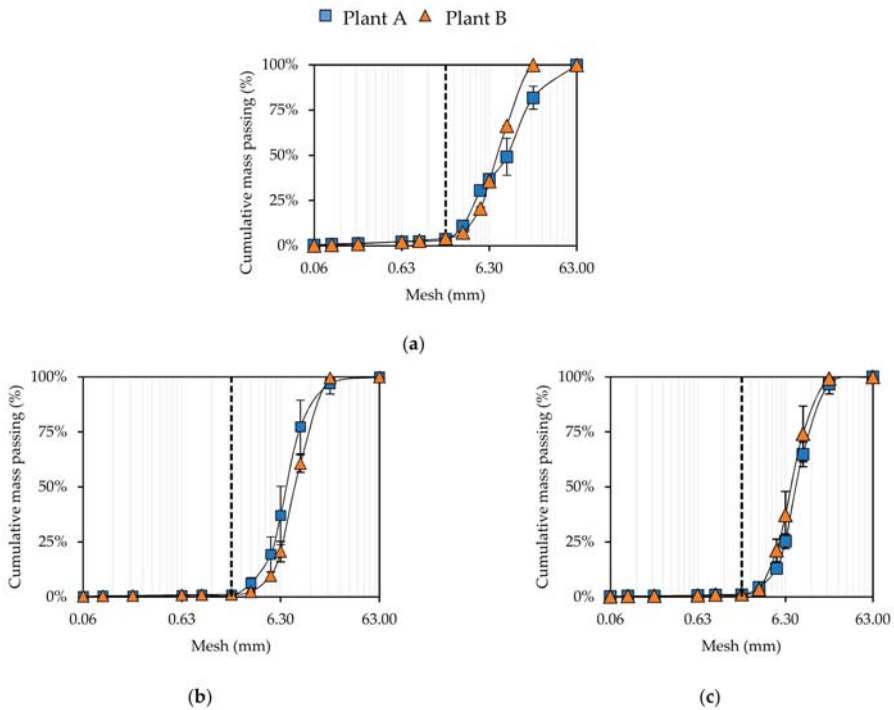 Plant A Plant B
Cumulative mass passing (%)
100%
75%
50%
25%
0%
0.06 0.63 6.30 63.00
Mesh (mm)
(a)
Cumulative mass passing (%)
100%
75%
50%
25%
0%
0.06 0.63 6.30 63.00
Mesh (mm)
(b)
Cumulative mass passing (%)
100%
75%
50%
25%
0%
0.06 0.63 6.30 63.00
Mesh (mm)
(c)